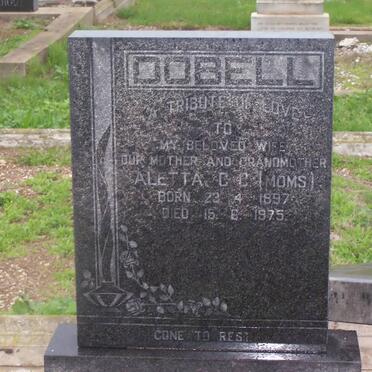 DOBELL
A TRIBUTE OF LOVE
TO
MY BELOVED WIFE
OUR MOTHER AND GRANDMOTHER
ALETTA C C (MOMS)
BORN 23 4 1897
DIED 15 6 1975
GONE TO REST